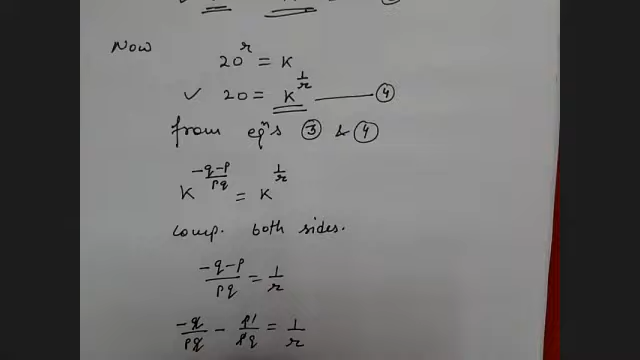 Now
20^r = K
✓ 20 = K^(1/r) —— ④
from eqⁿs ③ & ④
K^((-q-p)/pq) = K^(1/r)
comp. both sides.
(-q-p)/pq = 1/r
-q/pq - p/pq = 1/r